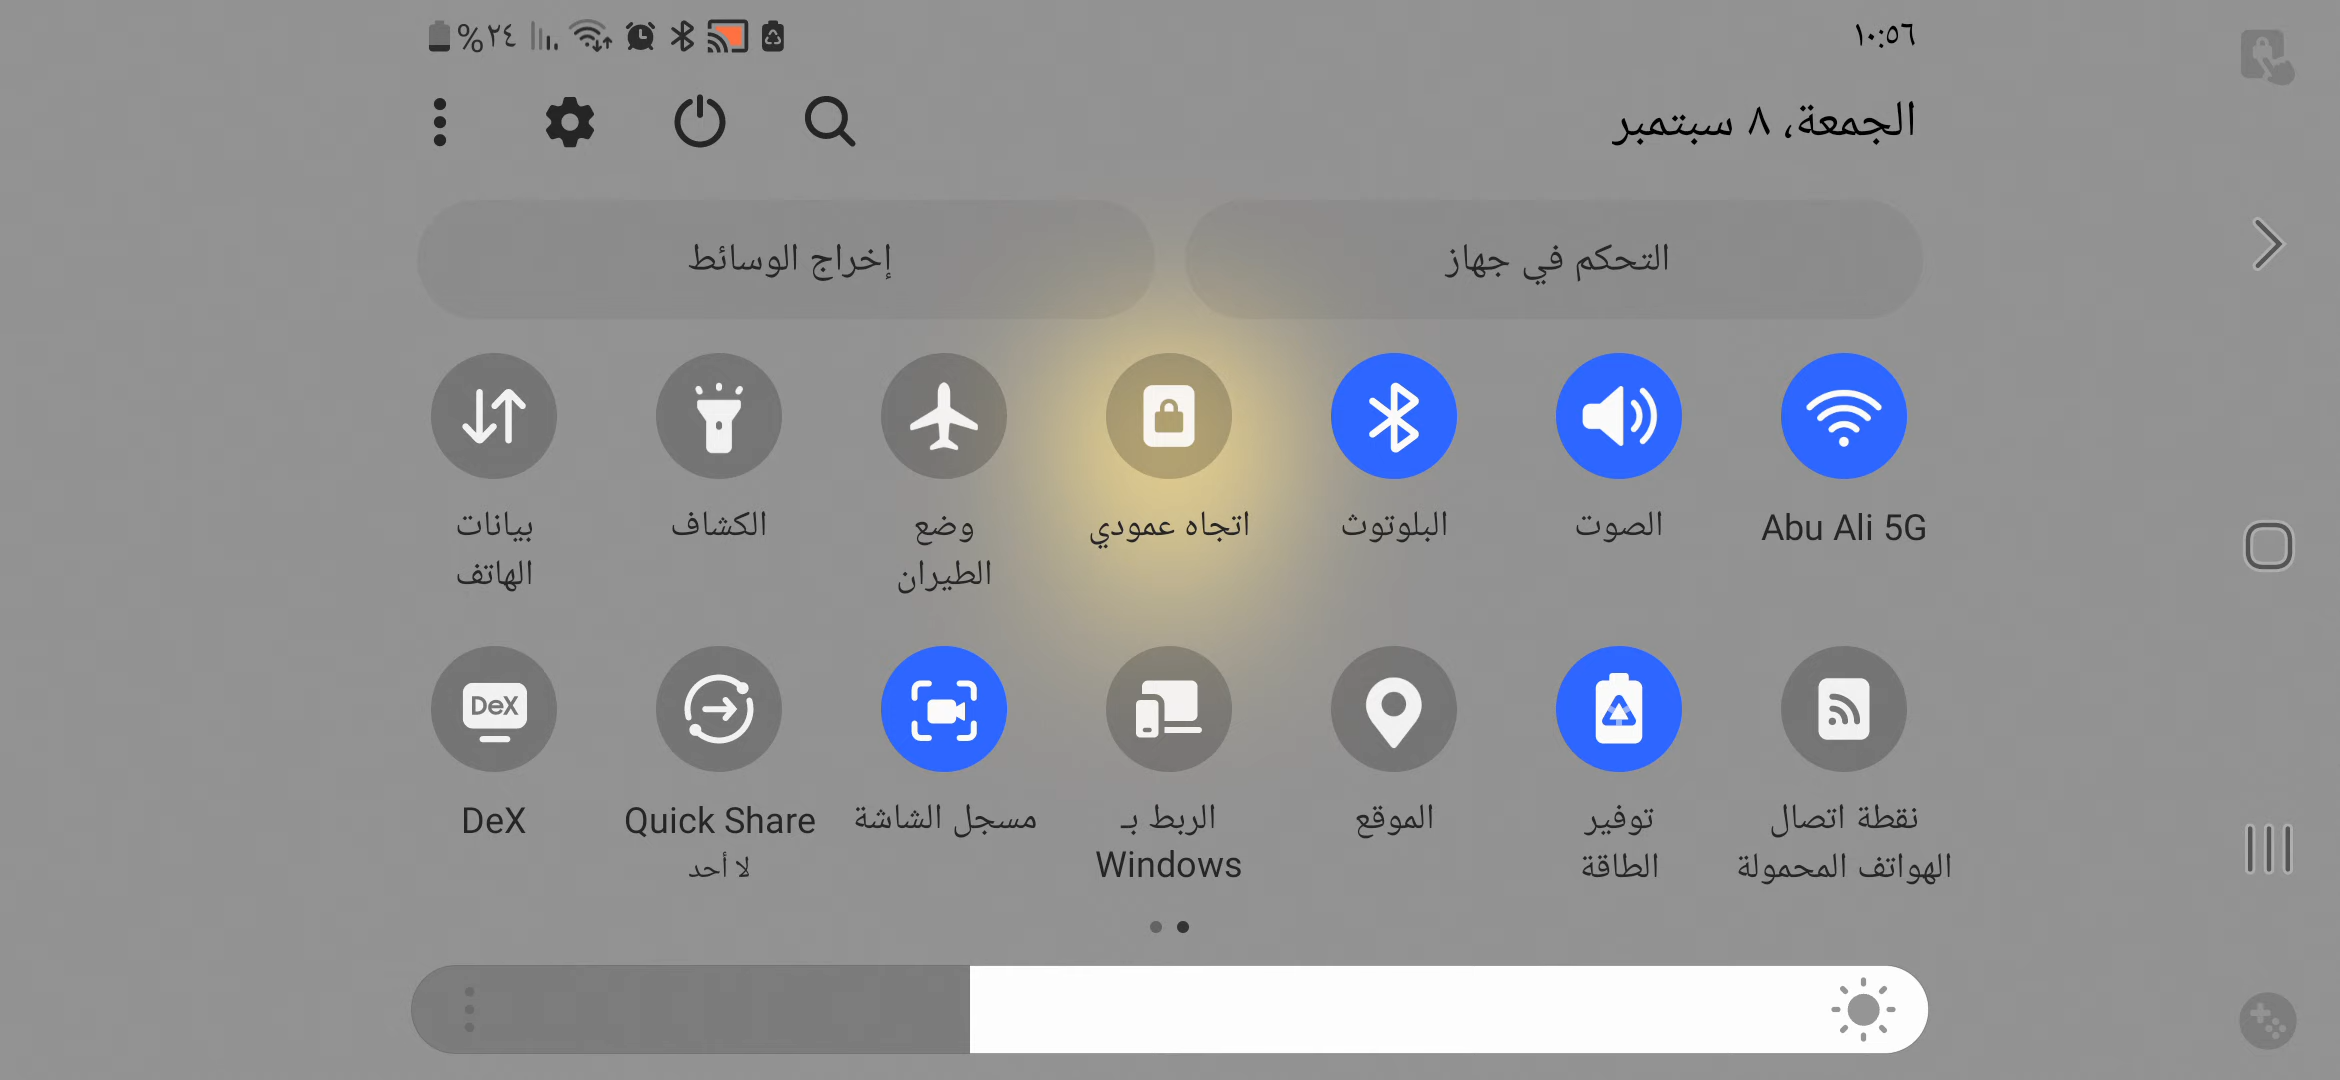 ١٠:٥٦
٢٤%
الجمعة، ٨ سبتمبر
التحكم في جهاز
إخراج الوسائط
Abu Ali 5G
الصوت
البلوتوث
اتجاه عمودي
وضع
الطيران
الكشاف
بيانات
الهاتف
نقطة اتصال
الهواتف المحمولة
توفير
الطاقة
الموقع
الربط بـ
Windows
مسجل الشاشة
Quick Share
لا أحد
DeX
DeX